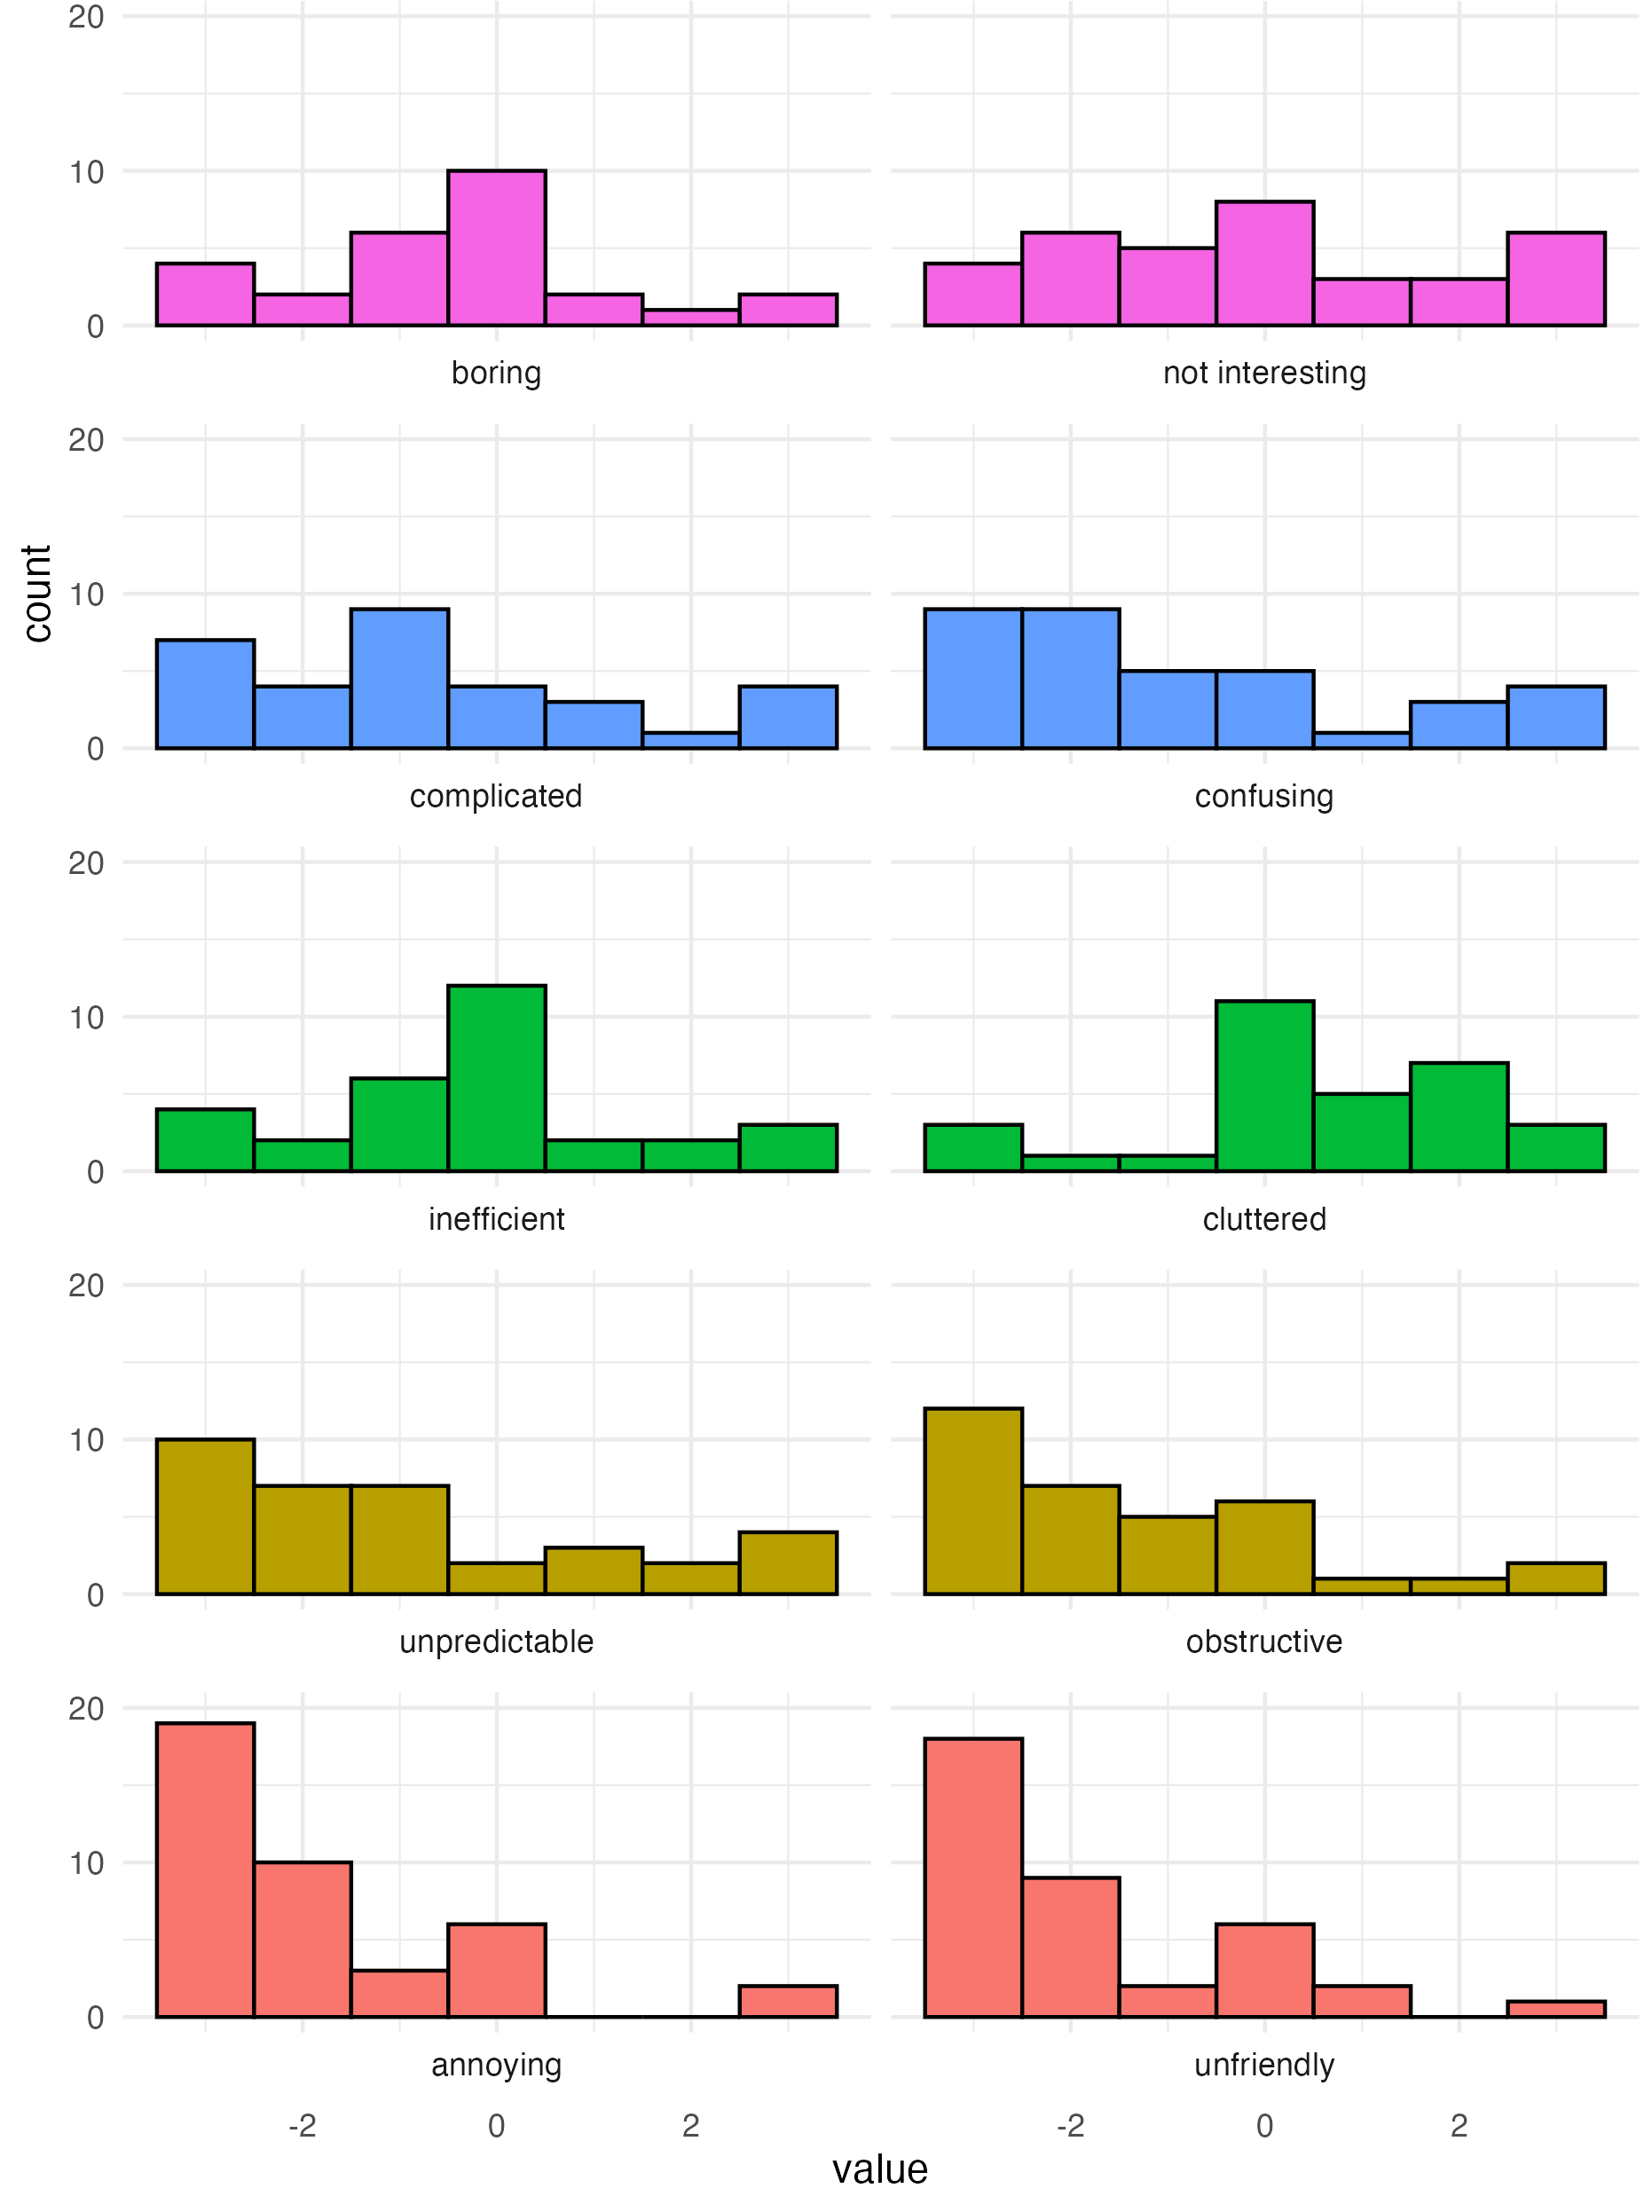 20
10
0
boring
not interesting
20
10
0
complicated
confusing
20
10
0
inefficient
cluttered
20
10
0
unpredictable
obstructive
20
10
0
annoying
unfriendly
-2 0 2 -2 0 2
value
count